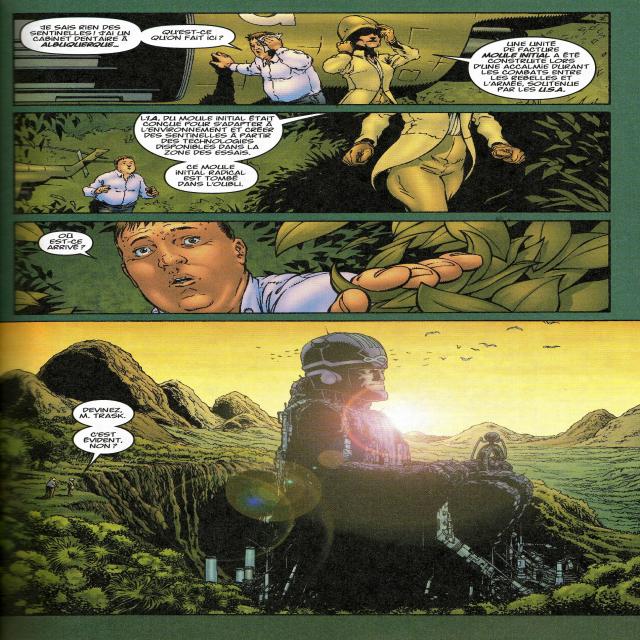 JE SAIS RIEN DES
SENTINELLES ! J'AI UN
CABINET DENTAIRE À
ALBUQUERQUE...
QU'EST-CE
QU'ON FAIT ICI ?
UNE UNITÉ
DE FACTURE
MOULE INITIAL A ÉTÉ
CONSTRUITE LORS
D'UNE ACCALMIE DURANT
LES COMBATS ENTRE
LES REBELLES ET
L'ARMÉE, SOUTENUE
PAR LES U.S.A.
L'I.A. DU MOULE INITIAL ÉTAIT
CONÇUE POUR S'ADAPTER À
L'ENVIRONNEMENT ET CRÉER
DES SENTINELLES À PARTIR
DES TECHNOLOGIES
DISPONIBLES DANS LA
ZONE DES ESSAIS.
CE MOULE
INITIAL RADICAL
EST TOMBÉ
DANS L'OUBLI.
OÙ
EST-CE
ARRIVÉ ?
DEVINEZ,
M. TRASK.
C'EST
ÉVIDENT,
NON ?